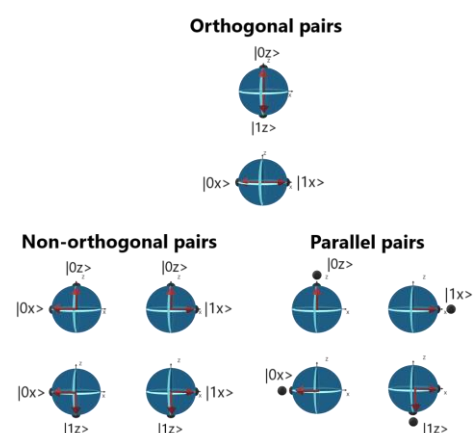 Orthogonal pairs
|0z>
z
x
|1z>
z
|0x> |1x>
x
Non-orthogonal pairs
Parallel pairs
|0z> |0z>
z z
|0x> |1x>
x x
|0z>
z
x
z
|1x>
x
z z
|0x> |1x>
x x
|1z> |1z>
z
|0x>
x
z
x
|1z>